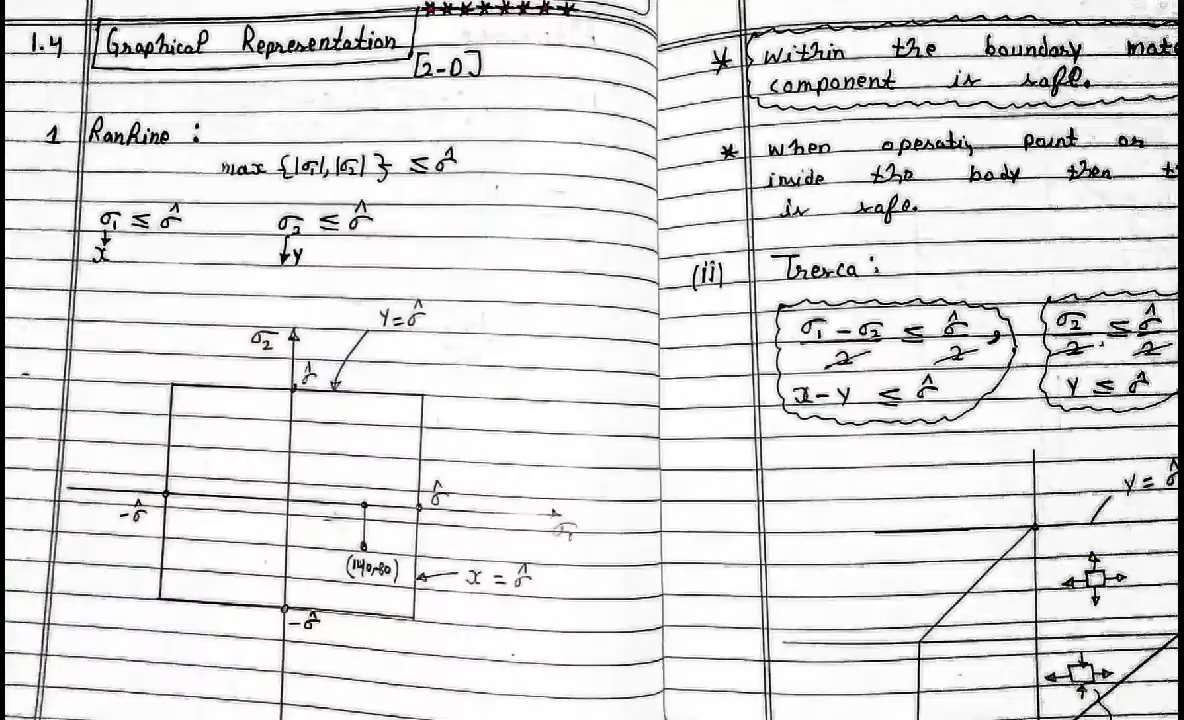 * * * * * * * *
1.4 Graphical Representation
[2-D]
1 Rankine :
max {|σ₁|, |σ₂|} ≤ σ̂
σ₁ ≤ σ̂ σ₂ ≤ σ̂
x y
σ₂
Y = σ̂
σ̂
-σ̂
σ̂
σ₁
(140,-80)
x = σ̂
-σ̂
* Within the boundary
component is safe.
* When operatig point on
inside the body then
is safe.
(ii) Tresca :
σ₁ - σ₂ / 2 ≤ σ̂ / 2 , σ₂ / 2 ≤ σ̂ / 2
x - y ≤ σ̂ Y ≤ σ̂
Y = σ̂